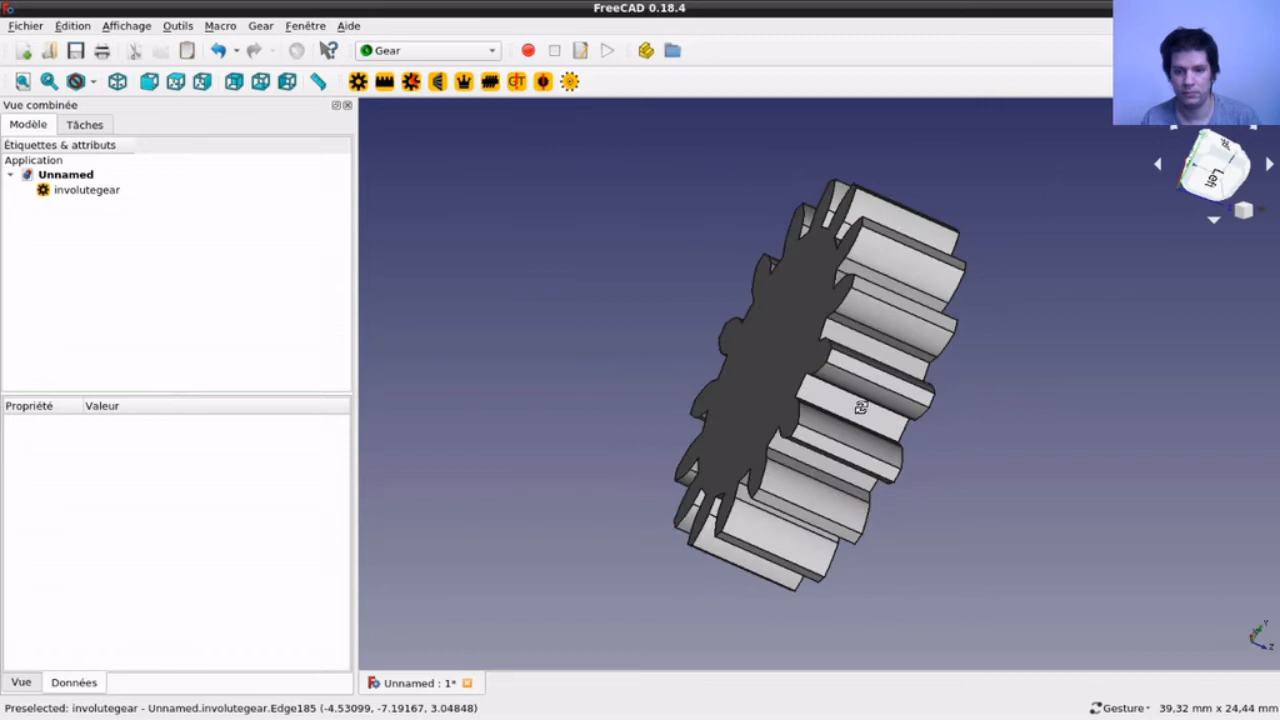 FreeCAD 0.18.4
Fichier Édition Affichage Outils Macro Gear Fenêtre Aide
Gear
Vue combinée
Modèle Tâches
Étiquettes & attributs
Application
Unnamed
involutegear
Left
Propriété Valeur
Y
Z
Vue Données
Unnamed : 1*
Preselected: involutegear - Unnamed.involutegear.Edge185 (-4.53099, -7.19167, 3.04848)
Gesture 39,32 mm x 24,44 mm